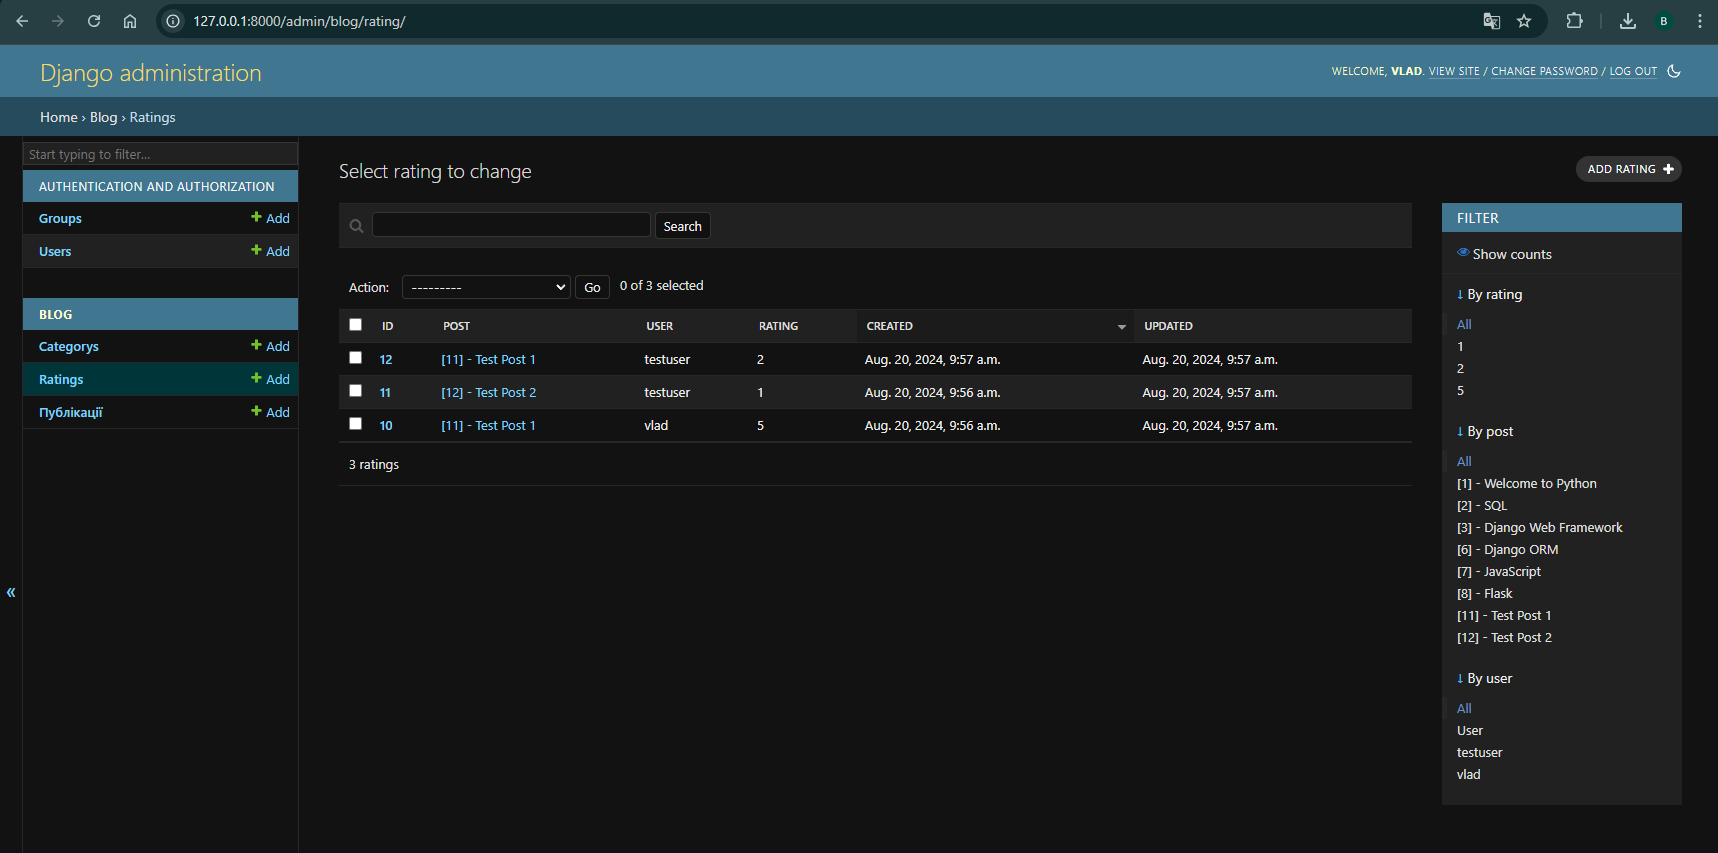 127.0.0.1:8000/admin/blog/rating/
B
Django administration
WELCOME, VLAD. VIEW SITE / CHANGE PASSWORD / LOG OUT
Home › Blog › Ratings
Start typing to filter...
AUTHENTICATION AND AUTHORIZATION
Groups + Add
Users + Add
BLOG
Categorys + Add
Ratings + Add
Публікації + Add
«
Select rating to change
ADD RATING +
Search
Action: --------- Go 0 of 3 selected
ID POST USER RATING CREATED UPDATED
12 [11] - Test Post 1 testuser 2 Aug. 20, 2024, 9:57 a.m. Aug. 20, 2024, 9:57 a.m.
11 [12] - Test Post 2 testuser 1 Aug. 20, 2024, 9:56 a.m. Aug. 20, 2024, 9:57 a.m.
10 [11] - Test Post 1 vlad 5 Aug. 20, 2024, 9:56 a.m. Aug. 20, 2024, 9:57 a.m.
3 ratings
FILTER
Show counts
↓ By rating
All
1
2
5
↓ By post
All
[1] - Welcome to Python
[2] - SQL
[3] - Django Web Framework
[6] - Django ORM
[7] - JavaScript
[8] - Flask
[11] - Test Post 1
[12] - Test Post 2
↓ By user
All
User
testuser
vlad